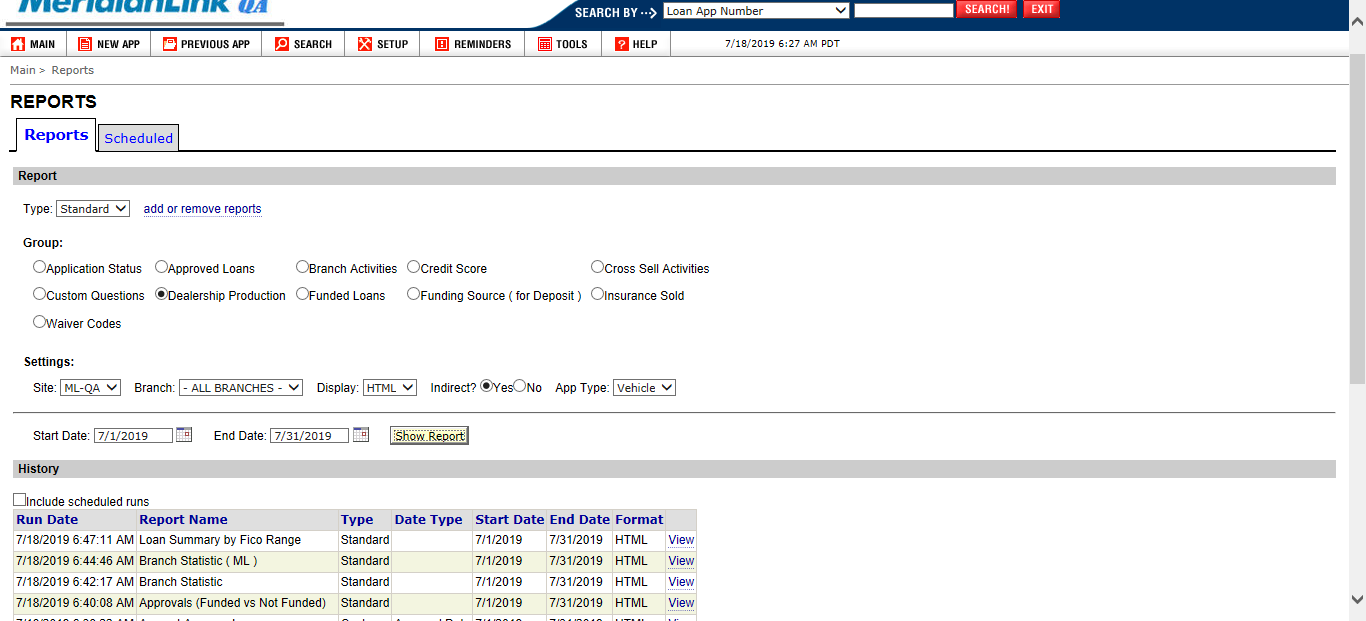 MeridianLink QA
SEARCH BY ··> Loan App Number SEARCH! EXIT
MAIN NEW APP PREVIOUS APP SEARCH SETUP REMINDERS TOOLS HELP 7/18/2019 6:27 AM PDT
Main > Reports
REPORTS
Reports Scheduled
Report
Type: Standard add or remove reports
Group:
Application Status Approved Loans Branch Activities Credit Score Cross Sell Activities
Custom Questions Dealership Production Funded Loans Funding Source ( for Deposit ) Insurance Sold
Waiver Codes
Settings:
Site: ML-QA Branch: - ALL BRANCHES - Display: HTML Indirect? Yes No App Type: Vehicle
Start Date: 7/1/2019 End Date: 7/31/2019 Show Report
History
Include scheduled runs
Run Date Report Name Type Date Type Start Date End Date Format
7/18/2019 6:47:11 AM Loan Summary by Fico Range Standard 7/1/2019 7/31/2019 HTML View
7/18/2019 6:44:46 AM Branch Statistic ( ML ) Standard 7/1/2019 7/31/2019 HTML View
7/18/2019 6:42:17 AM Branch Statistic Standard 7/1/2019 7/31/2019 HTML View
7/18/2019 6:40:08 AM Approvals (Funded vs Not Funded) Standard 7/1/2019 7/31/2019 HTML View